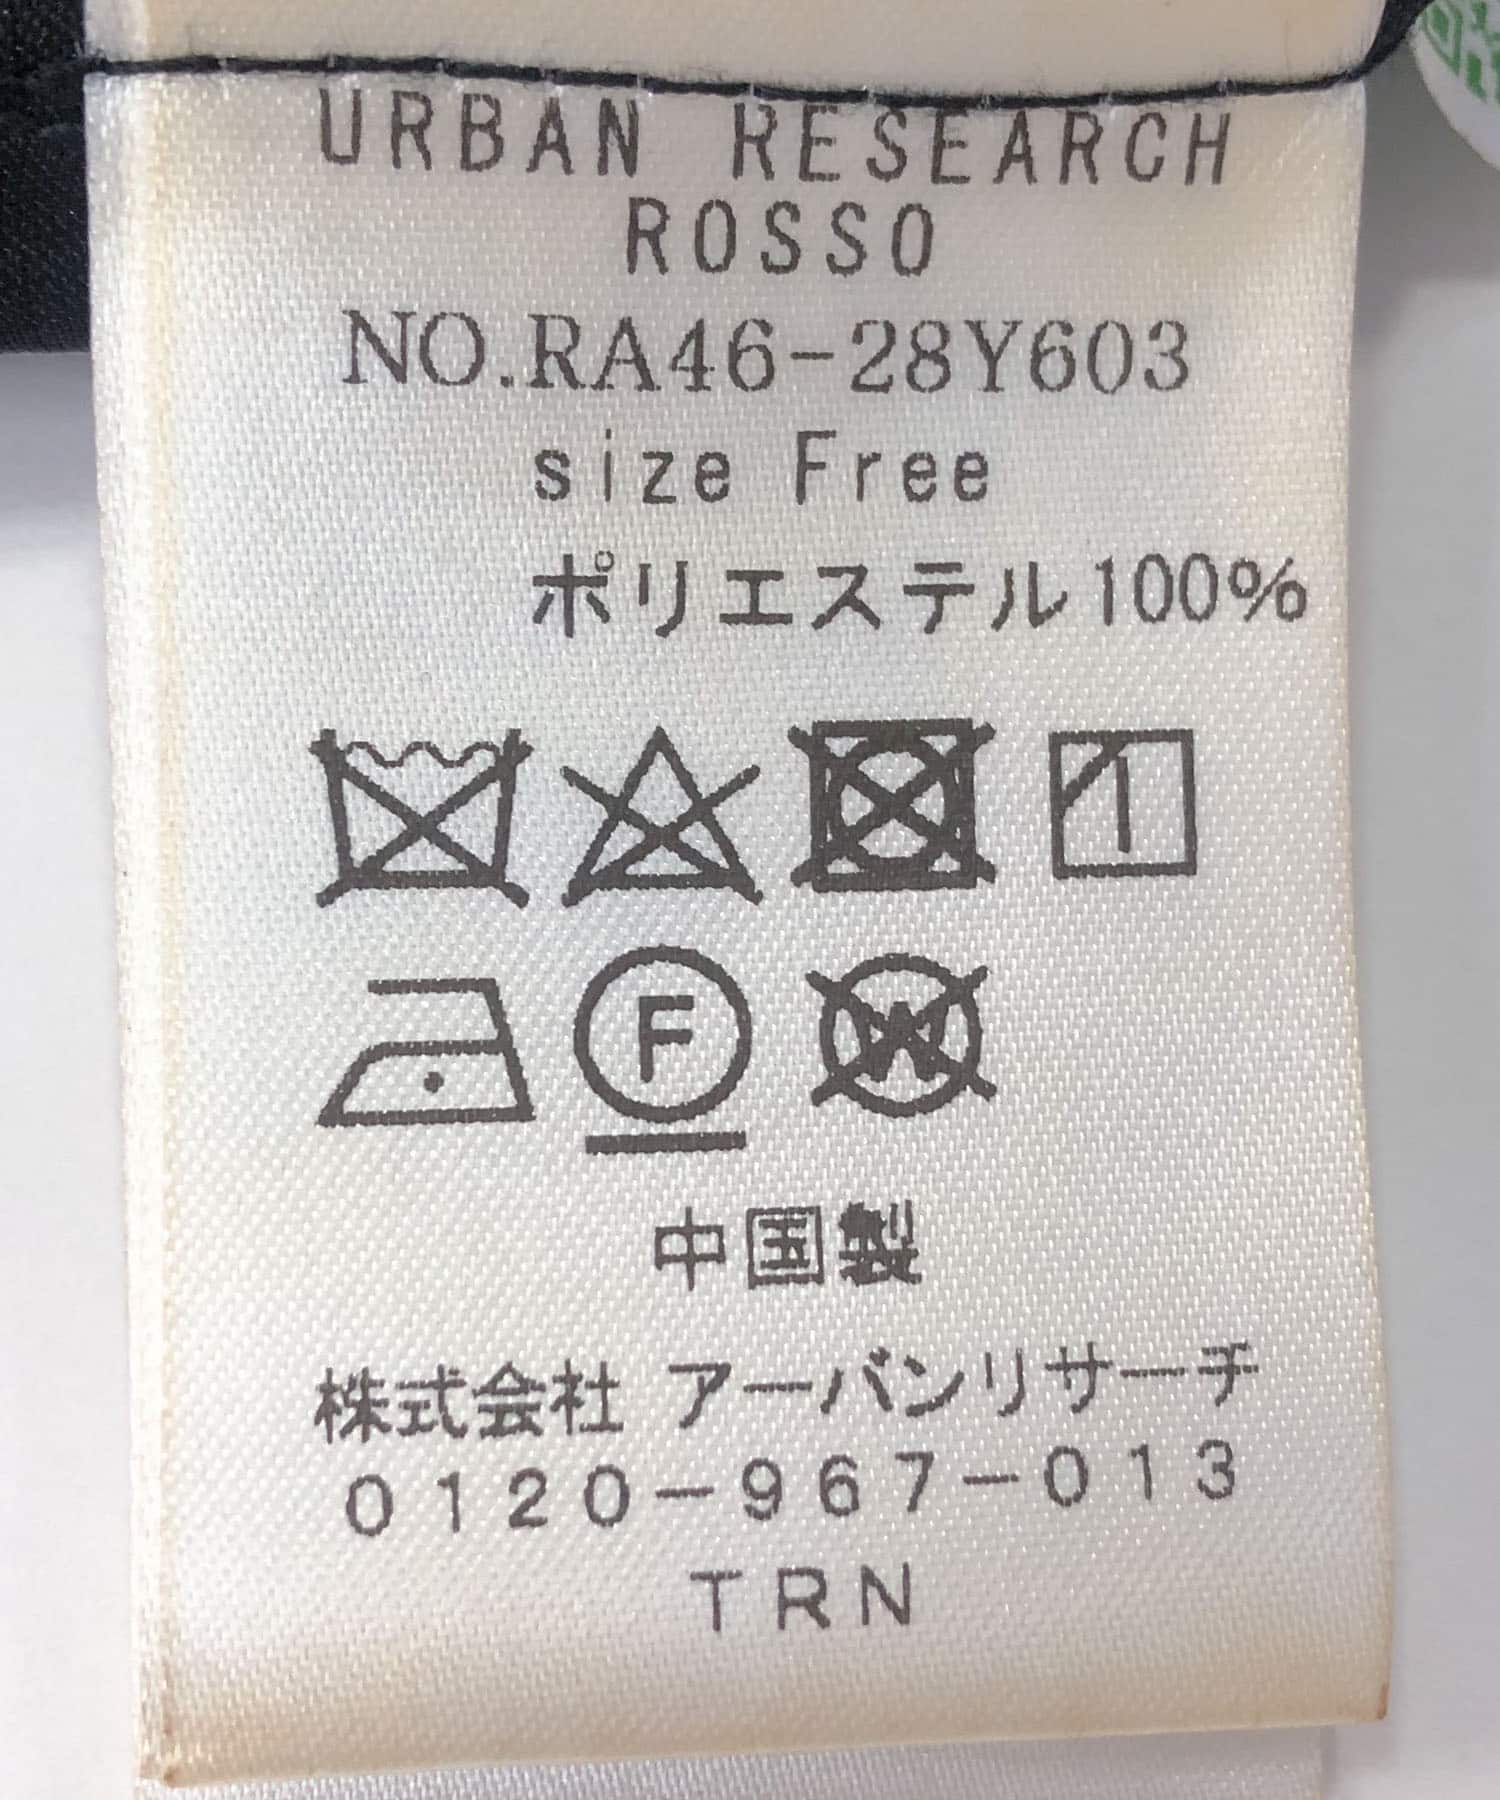 URBAN RESEARCH
ROSSO
NO.RA46-28Y603
size Free
ポリエステル100%
F
W
中国製
株式会社 アーバンリサーチ
0120-967-013
TRN